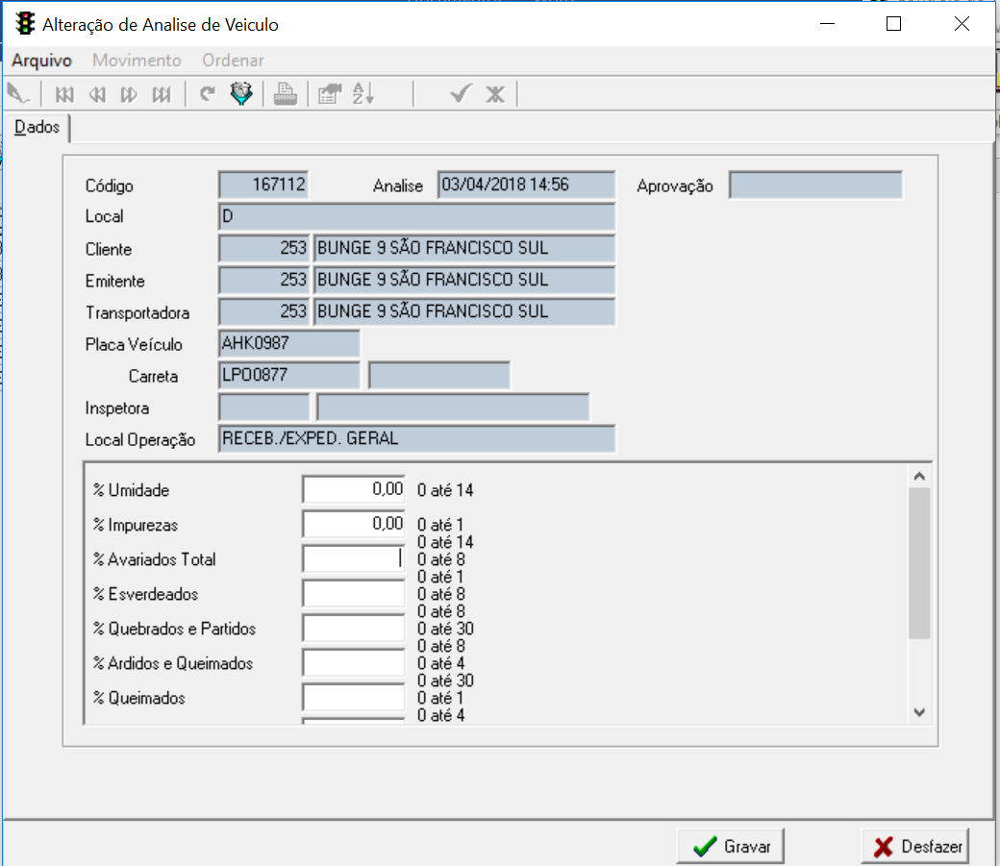 Alteração de Analise de Veiculo
Arquivo Movimento Ordenar
Dados
Código 167112 Analise 03/04/2018 14:56 Aprovação
Local D
Cliente 253 BUNGE 9 SÃO FRANCISCO SUL
Emitente 253 BUNGE 9 SÃO FRANCISCO SUL
Transportadora 253 BUNGE 9 SÃO FRANCISCO SUL
Placa Veículo AHK0987
Carreta LPO0877
Inspetora
Local Operação RECEB./EXPED. GERAL
% Umidade 0,00 0 até 14
% Impurezas 0,00 0 até 1
0 até 14
% Avariados Total 0 até 8
0 até 1
% Esverdeados 0 até 8
0 até 8
% Quebrados e Partidos 0 até 30
0 até 8
% Ardidos e Queimados 0 até 4
0 até 30
% Queimados 0 até 1
0 até 4
Gravar Desfazer